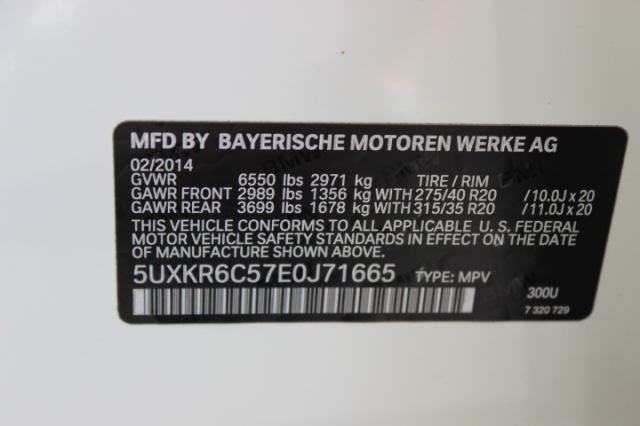 MFD BY BAYERISCHE MOTOREN WERKE AG
02/2014
GVWR 6550 lbs 2971 kg TIRE / RIM
GAWR FRONT 2989 lbs 1356 kg WITH 275/40 R20 / 10.0J x 20
GAWR REAR 3699 lbs 1678 kg WITH 315/35 R20 / 11.0J x 20
THIS VEHICLE CONFORMS TO ALL APPLICABLE U. S. FEDERAL
MOTOR VEHICLE SAFETY STANDARDS IN EFFECT ON THE DATE OF
MANUFACTURE SHOWN ABOVE.
5UXKR6C57E0J71665 TYPE: MPV
300U
7 320 729